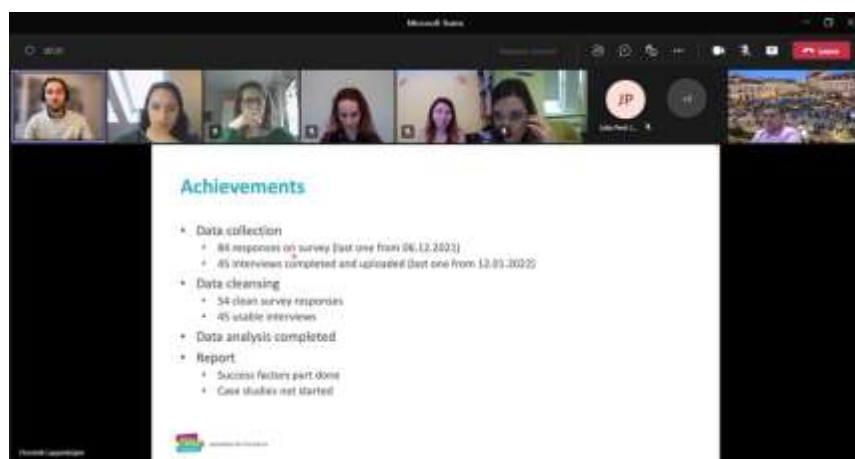 Microsoft Teams
Leave
JP
Achievements
• Data collection
• 84 responses on survey (last one from 06.12.2021)
• 45 interviews completed and uploaded (last one from 12.01.2022)
• Data cleansing
• 54 clean survey responses
• 45 usable interviews
• Data analysis completed
• Report
• Success factors part done
• Case studies not started